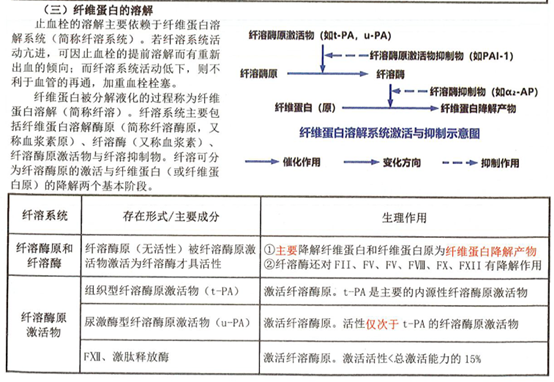 （三）纤维蛋白的溶解
止血栓的溶解主要依赖于纤维蛋白溶
解系统（简称纤溶系统）。若纤溶系统活
动亢进，可因止血栓的提前溶解而有重新
出血的倾向；而纤溶系统活动低下，则不
利于血管的再通，加重血栓栓塞。
纤维蛋白被分解液化的过程称为纤维
蛋白溶解（简称纤溶）。纤溶系统主要包
括纤维蛋白溶解酶原（简称纤溶酶原，又
称血浆素原）、纤溶酶（又称血浆素）、
纤溶酶原激活物与纤溶抑制物。纤溶可分
为纤溶酶原的激活与纤维蛋白（或纤维蛋
白原）的降解两个基本阶段。
纤溶酶原激活物（如t-PA，u-PA）
纤溶酶原激活物抑制物（如PAI-1）
纤溶酶原
纤溶酶
纤溶酶抑制物（如α₂-AP）
纤维蛋白（原）
纤维蛋白降解产物
纤维蛋白溶解系统激活与抑制示意图
催化作用
变化方向
抑制作用
纤溶系统
存在形式/主要成分
生理作用
纤溶酶原和
纤溶酶
纤溶酶原（无活性）被纤溶酶原激
活物激活为纤溶酶才具活性
①主要降解纤维蛋白和纤维蛋白原为纤维蛋白降解产物
②纤溶酶还对FII、FV、FV、FⅧ、FX、FXII有降解作用
纤溶酶原
激活物
组织型纤溶酶原激活物（t-PA）
激活纤溶酶原。t-PA是主要的内源性纤溶酶原激活物
尿激酶型纤溶酶原激活物（u-PA）
激活纤溶酶原。活性仅次于t-PA的纤溶酶原激活物
FⅫ、激肽释放酶
激活纤溶酶原。激活活性<总激活能力的15%